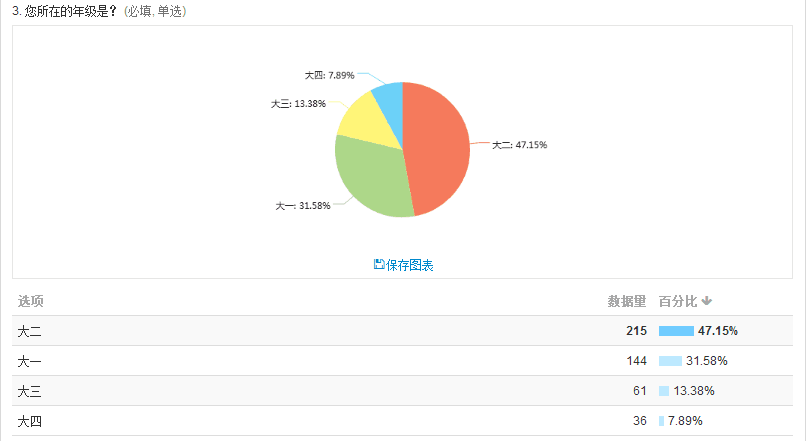 3. 您所在的年级是? (必填, 单选)
大四: 7.89%
大三: 13.38%
大二: 47.15%
大一: 31.58%
保存图表
选项 数据量 百分比
大二 215 47.15%
大一 144 31.58%
大三 61 13.38%
大四 36 7.89%